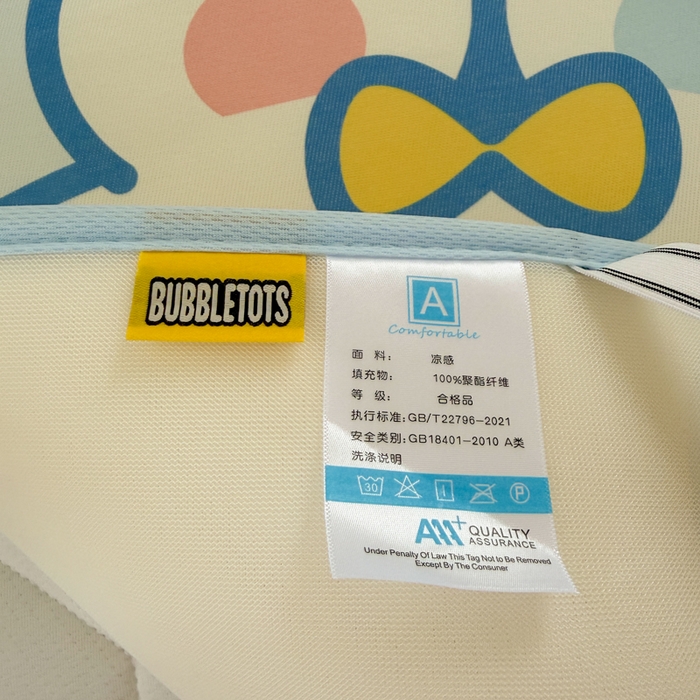 BUBBLETOTS
A
Comfortable
面 料: 凉感
填充物: 100%聚酯纤维
等 级: 合格品
执行标准:GB/T22796-2021
安全类别:GB18401-2010 A类
洗涤说明
30 P
AM+ QUALITY
ASSURANCE
Under Penalty Of Law This Tag Not to Be Removed
Except By The Consuner